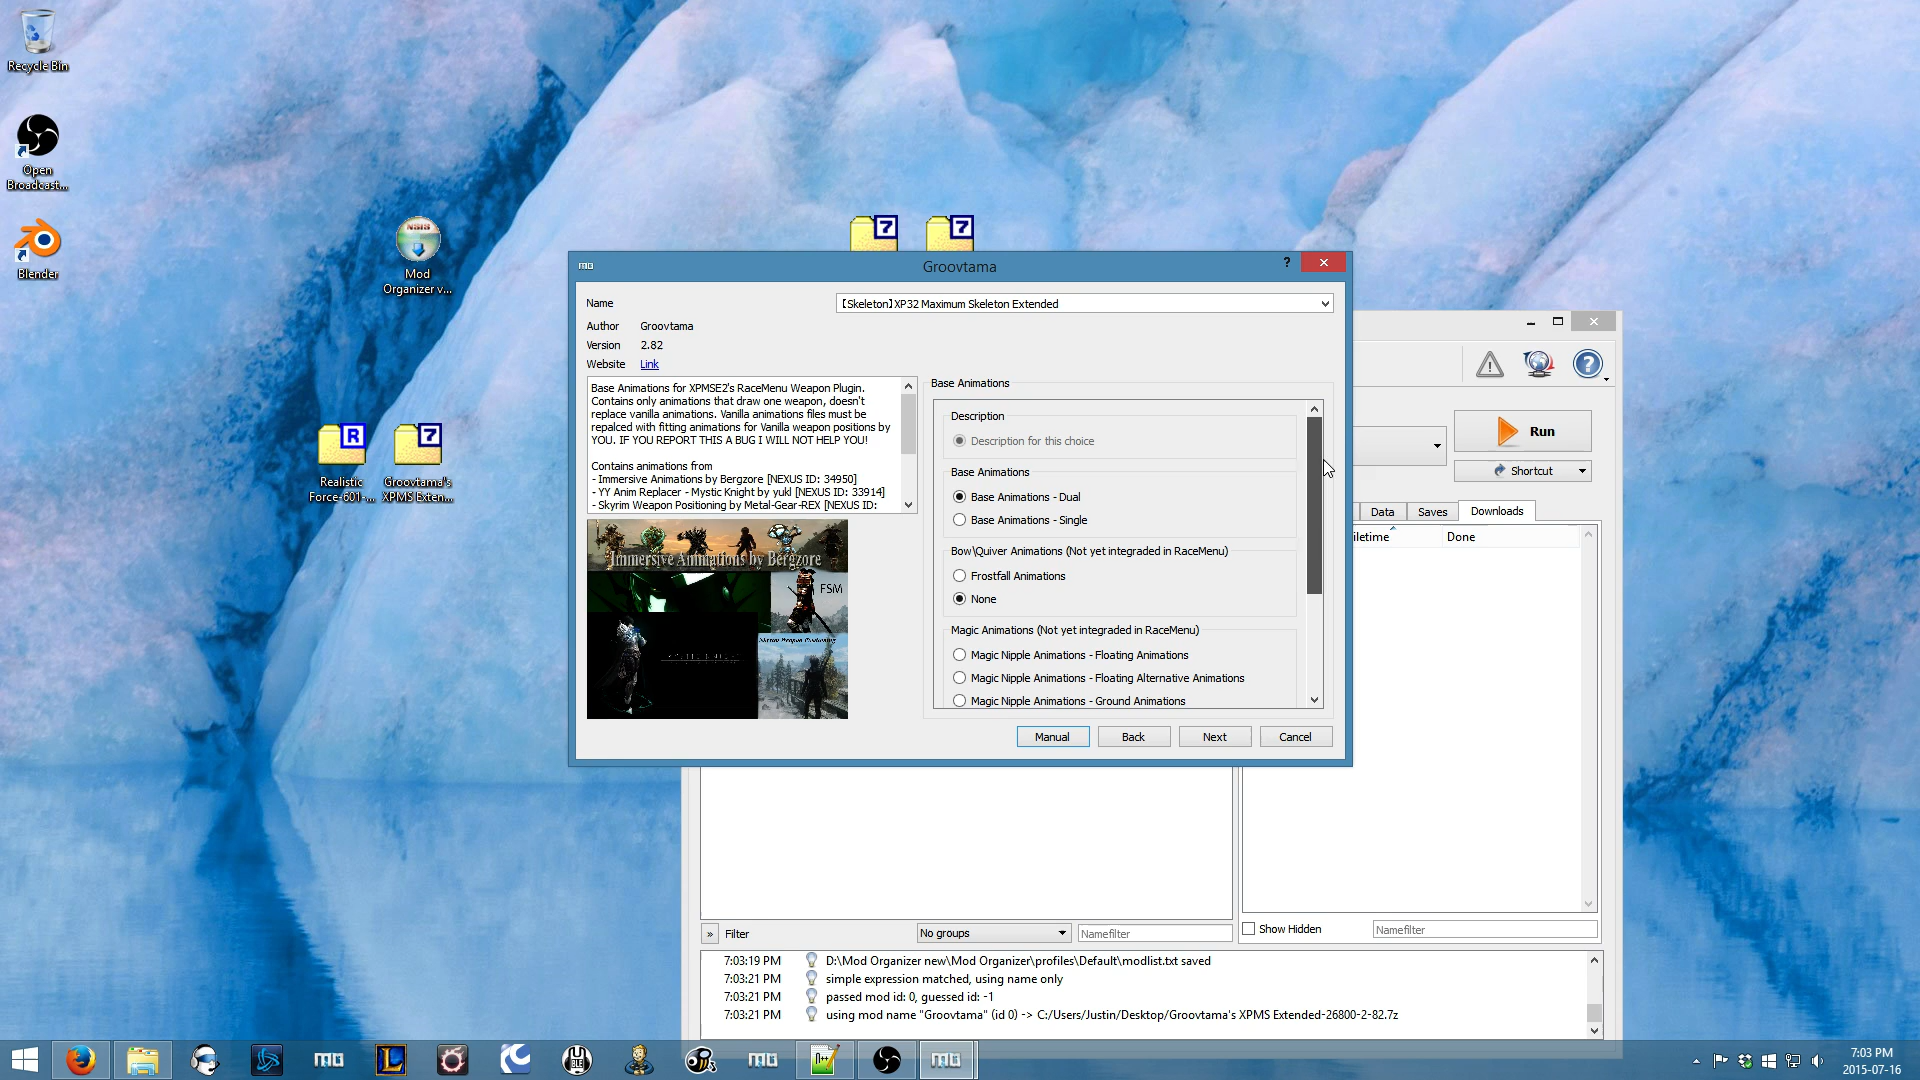 Recycle Bin
Open
Broadcast...
Blender
Mod
Organizer v...
Realistic
Force-601-...
Groovtama's
XPMS Exten...
Groovtama
?
Name
【Skeleton】XP32 Maximum Skeleton Extended
Author Groovtama
Version 2.82
Website Link
Base Animations for XPMSE2's RaceMenu Weapon Plugin.
Contains only animations that draw one weapon, doesn't
replace vanilla animations. Vanilla animations files must be
repalced with fitting animations for Vanilla weapon positions by
YOU. IF YOU REPORT THIS A BUG I WILL NOT HELP YOU!
Contains animations from
- Immersive Animations by Bergzore [NEXUS ID: 34950]
- YY Anim Replacer - Mystic Knight by yukl [NEXUS ID: 33914]
- Skyrim Weapon Positioning by Metal-Gear-REX [NEXUS ID:
Immersive Animations by Bergzore
FSM
Skyrim Weapon Positioning
Base Animations
Description
Description for this choice
Base Animations
Base Animations - Dual
Base Animations - Single
Bow\Quiver Animations (Not yet integraded in RaceMenu)
Frostfall Animations
None
Magic Animations (Not yet integraded in RaceMenu)
Magic Nipple Animations - Floating Animations
Magic Nipple Animations - Floating Alternative Animations
Magic Nipple Animations - Ground Animations
Manual Back Next Cancel
Run
Shortcut
Data Saves Downloads
iletime Done
» Filter No groups Namefilter
Show Hidden Namefilter
7:03:19 PM D:\Mod Organizer new\Mod Organizer\profiles\Default\modlist.txt saved
7:03:21 PM simple expression matched, using name only
7:03:21 PM passed mod id: 0, guessed id: -1
7:03:21 PM using mod name "Groovtama" (id 0) -> C:/Users/Justin/Desktop/Groovtama's XPMS Extended-26800-2-82.7z
7:03 PM
2015-07-16